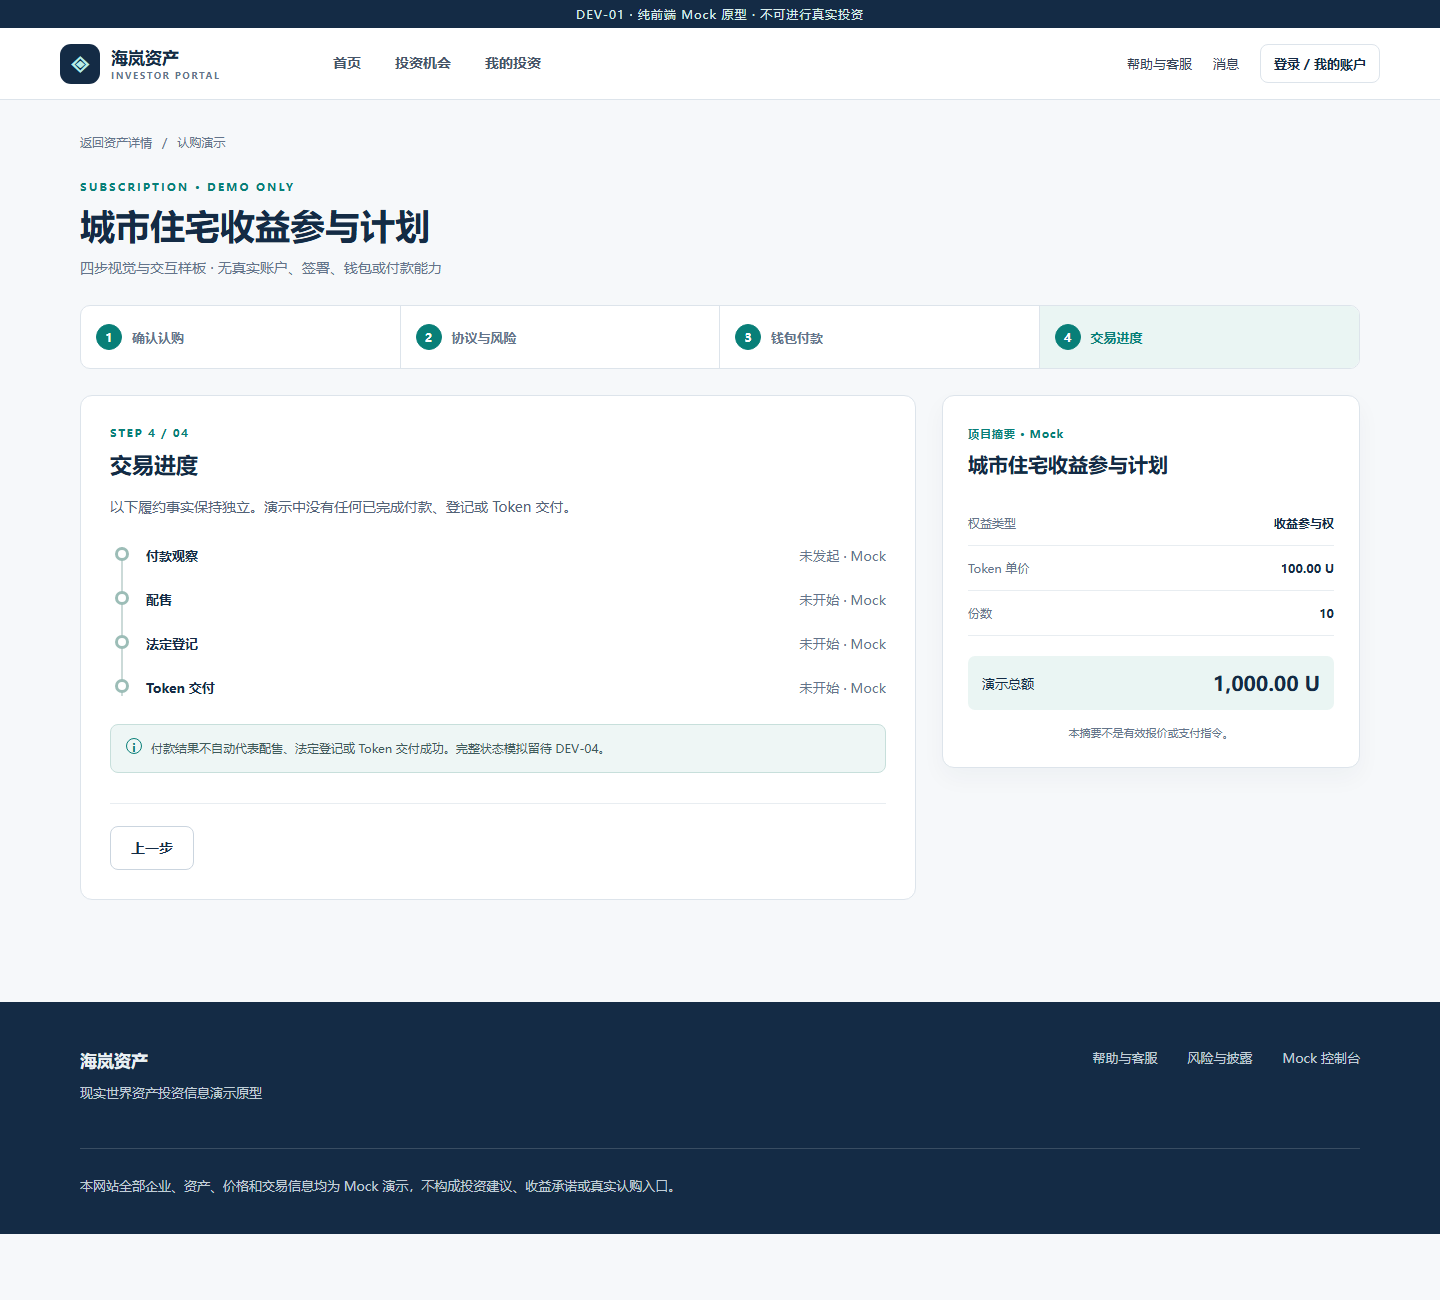 DEV-01 · 纯前端 Mock 原型 · 不可进行真实投资
海岚资产
INVESTOR PORTAL
首页
投资机会
我的投资
帮助与客服
消息
登录 / 我的账户
返回资产详情 / 认购演示
SUBSCRIPTION • DEMO ONLY
城市住宅收益参与计划
四步视觉与交互样板 · 无真实账户、签署、钱包或付款能力
1 确认认购
2 协议与风险
3 钱包付款
4 交易进度
STEP 4 / 04
交易进度
以下履约事实保持独立。演示中没有任何已完成付款、登记或 Token 交付。
付款观察 未发起 · Mock
配售 未开始 · Mock
法定登记 未开始 · Mock
Token 交付 未开始 · Mock
付款结果不自动代表配售、法定登记或 Token 交付成功。完整状态模拟留待 DEV-04。
上一步
项目摘要 • Mock
城市住宅收益参与计划
权益类型 收益参与权
Token 单价 100.00 U
份数 10
演示总额 1,000.00 U
本摘要不是有效报价或支付指令。
海岚资产
现实世界资产投资信息演示原型
帮助与客服
风险与披露
Mock 控制台
本网站全部企业、资产、价格和交易信息均为 Mock 演示，不构成投资建议、收益承诺或真实认购入口。